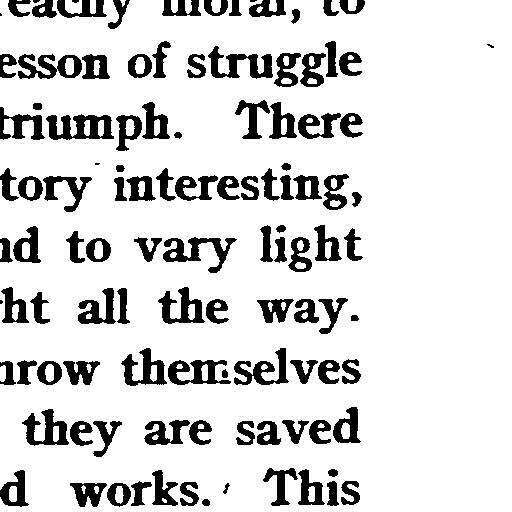 moral, to
esson of struggle
triumph. There
tory interesting,
nd to vary light
ht all the way.
hrow themselves
they are saved
d works. This